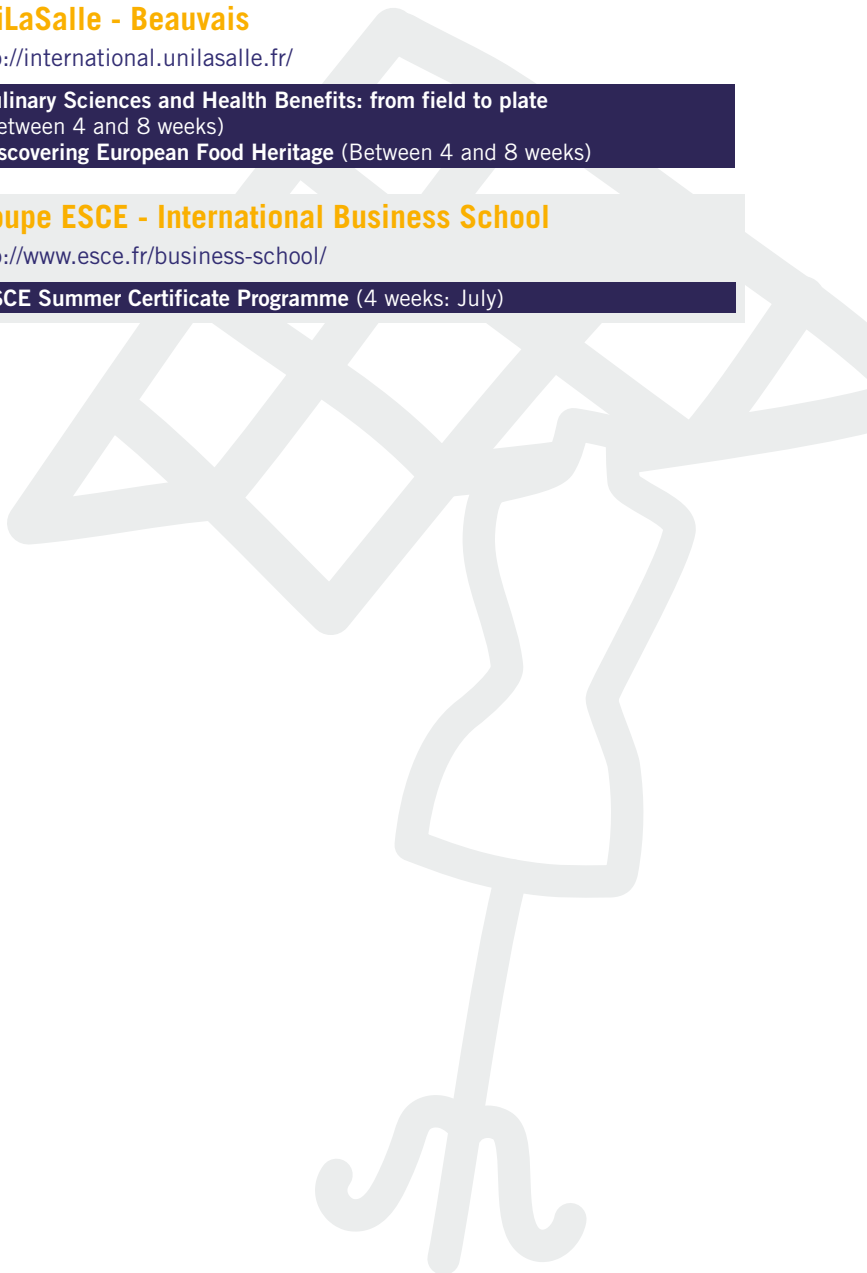 iLaSalle - Beauvais
p://international.unilasalle.fr/
ulinary Sciences and Health Benefits: from field to plate
etween 4 and 8 weeks)
iscovering European Food Heritage (Between 4 and 8 weeks)
oupe ESCE - International Business School
p://www.esce.fr/business-school/
SCE Summer Certificate Programme (4 weeks: July)